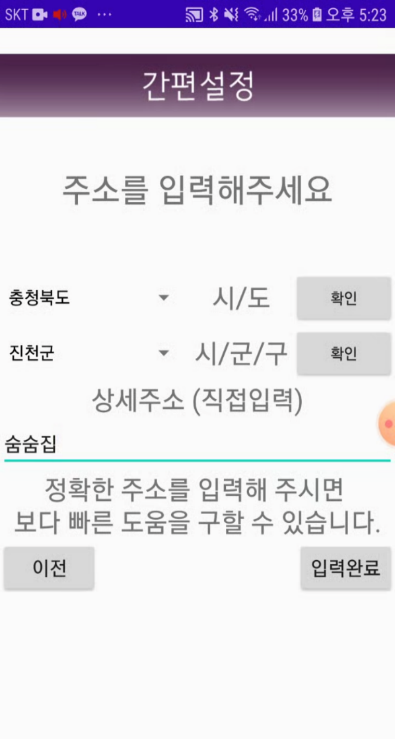 SKT TALK ... 33% 오후 5:23
간편설정
주소를 입력해주세요
충청북도 시/도 확인
진천군 시/군/구 확인
상세주소 (직접입력)
숨숨집
정확한 주소를 입력해 주시면
보다 빠른 도움을 구할 수 있습니다.
이전 입력완료